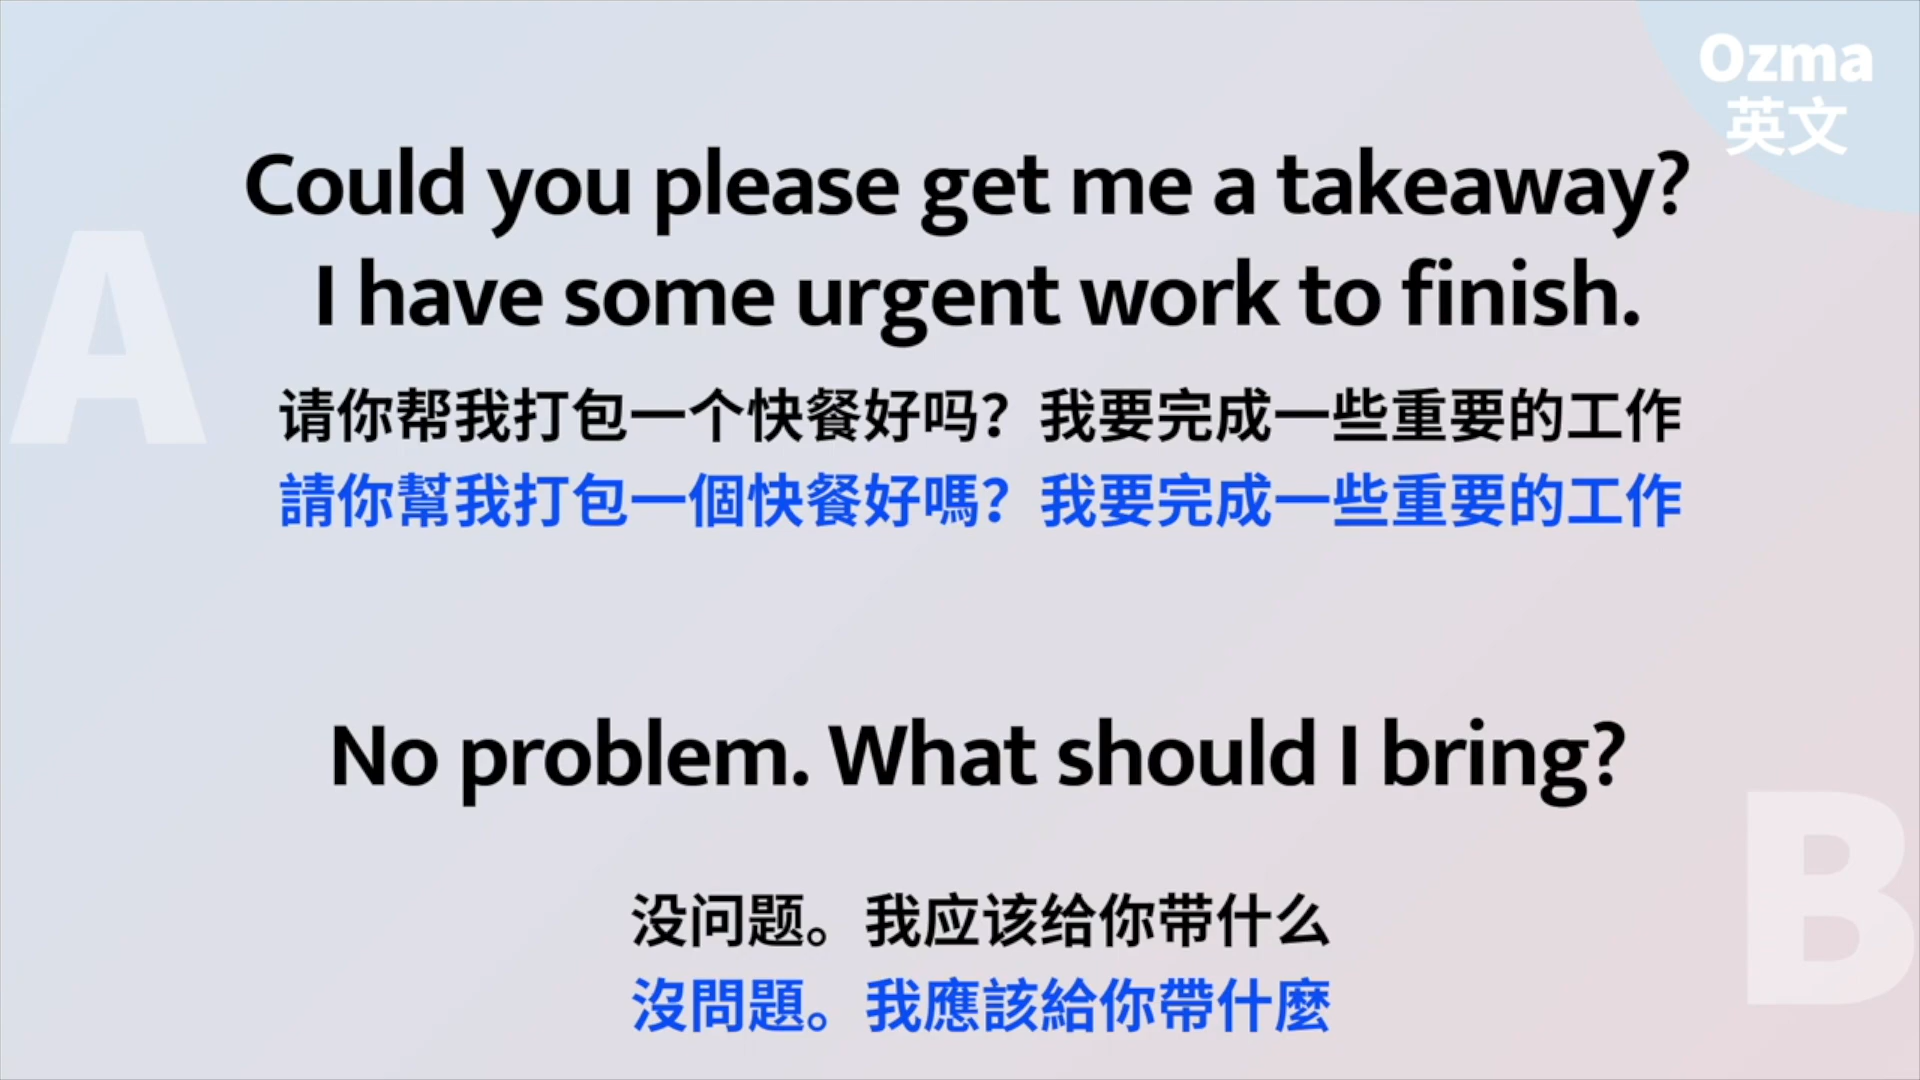 Ozma
英文
A
Could you please get me a takeaway?
I have some urgent work to finish.
请你帮我打包一个快餐好吗？我要完成一些重要的工作
請你幫我打包一個快餐好嗎？我要完成一些重要的工作
No problem. What should I bring?
B
没问题。我应该给你带什么
沒問題。我應該給你帶什麼